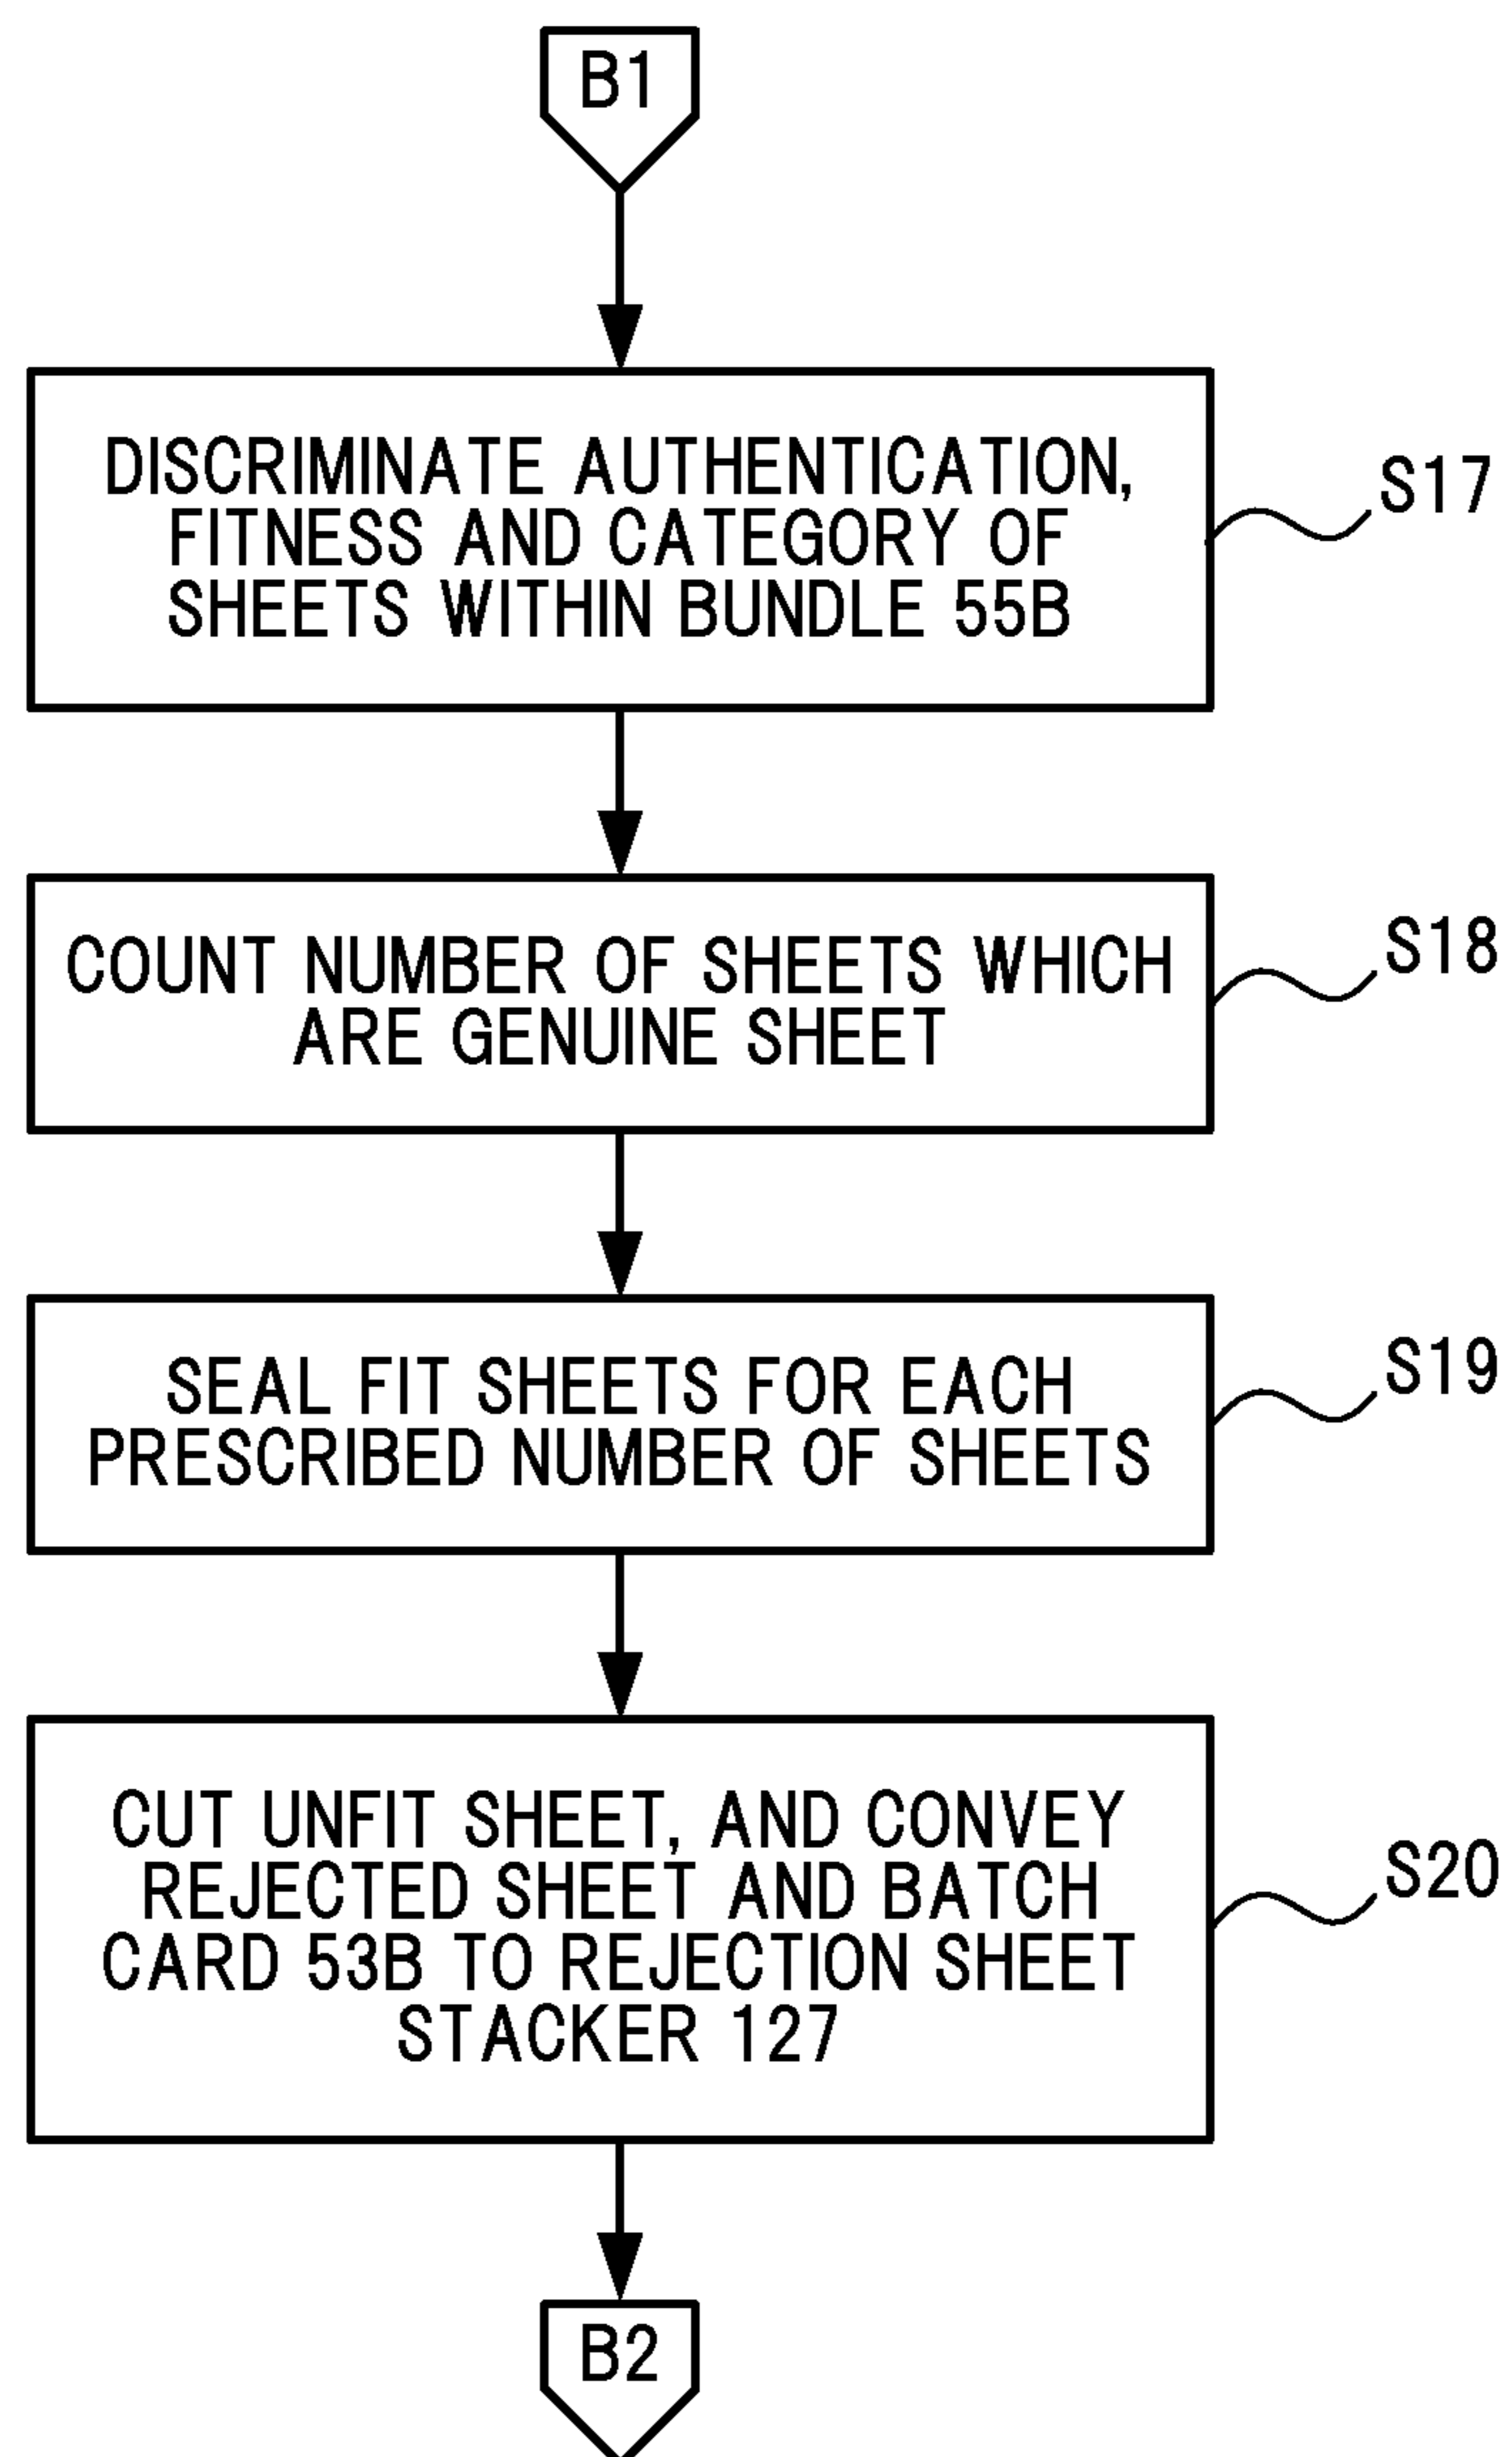 B1
DISCRIMINATE AUTHENTICATION,
FITNESS AND CATEGORY OF
SHEETS WITHIN BUNDLE 55B
S17
COUNT NUMBER OF SHEETS WHICH
ARE GENUINE SHEET
S18
SEAL FIT SHEETS FOR EACH
PRESCRIBED NUMBER OF SHEETS
S19
CUT UNFIT SHEET, AND CONVEY
REJECTED SHEET AND BATCH
CARD 53B TO REJECTION SHEET
STACKER 127
S20
B2